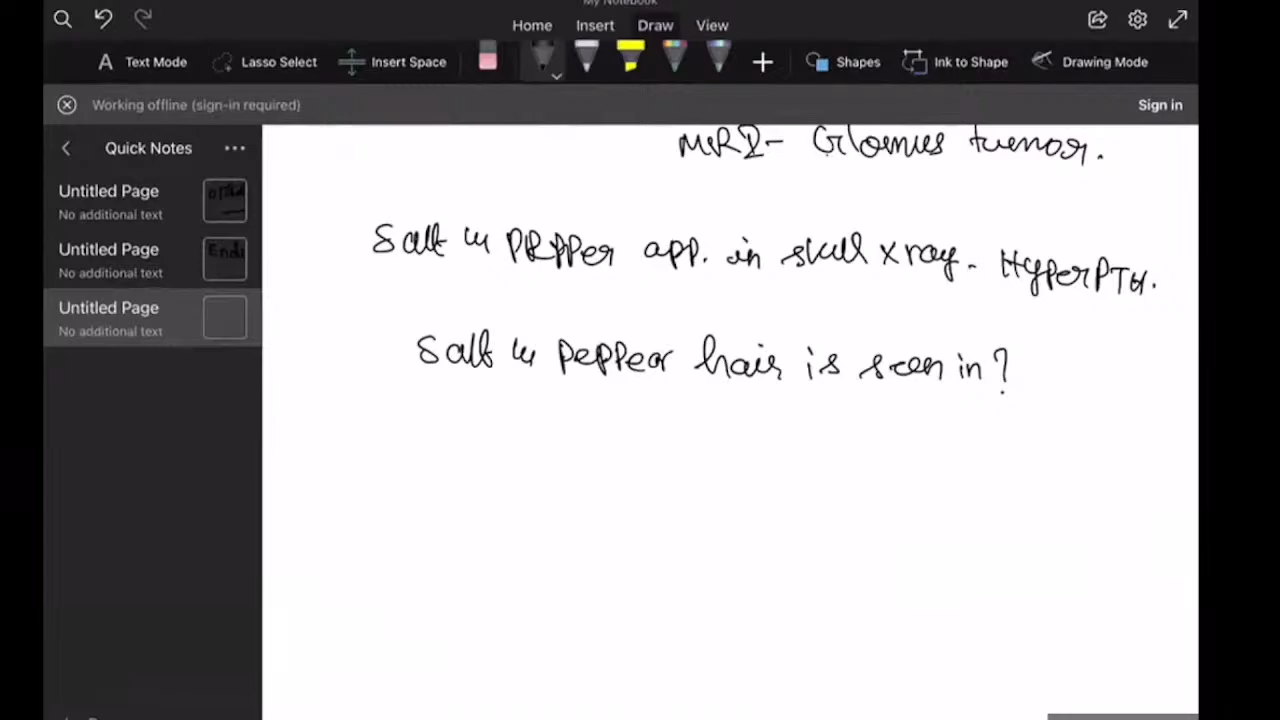 My Notebook
Home Insert Draw View
Text Mode Lasso Select Insert Space Shapes Ink to Shape Drawing Mode
Working offline (sign-in required) Sign in
Quick Notes
Untitled Page
No additional text
Untitled Page
No additional text
Untitled Page
No additional text
MRI- Glomus tumor.
Salt n pepper app. in skull xray - HyperPTH.
Salt n peppear hair is seen in?